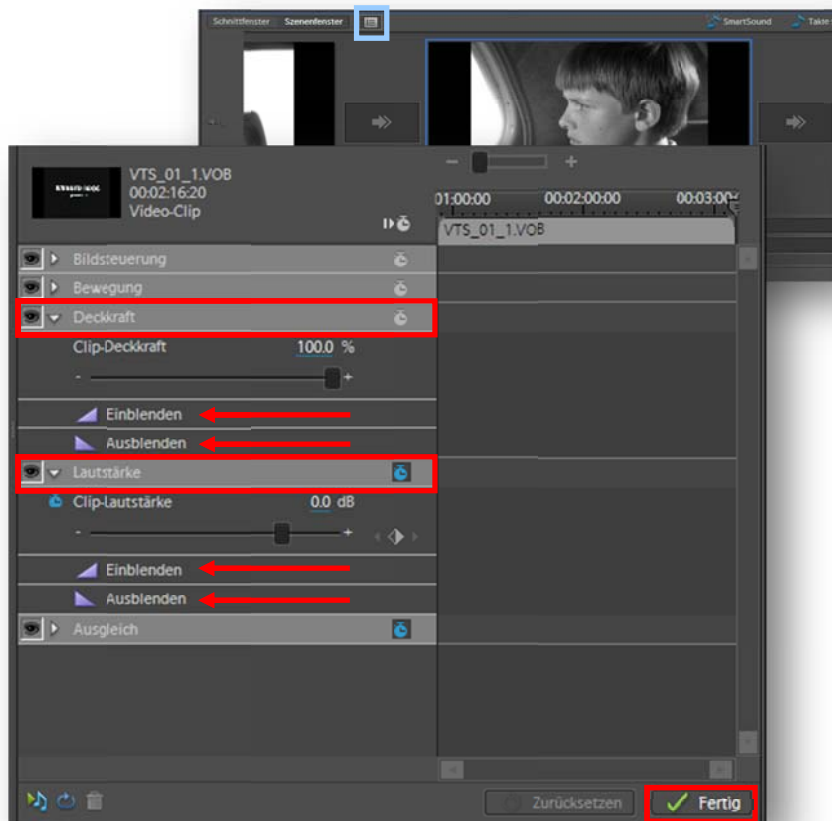 Schnittfenster Szenenfenster SmartSound Takte
VTS_01_1.VOB
00:02:16:20
Video-Clip
01:00:00 00:02:00:00 00:03:00
VTS_01_1.VOB
Bildsteuerung
Bewegung
Deckkraft
Clip-Deckkraft 100.0 %
- +
Einblenden
Ausblenden
Lautstärke
Clip-Lautstärke 0.0 dB
- +
Einblenden
Ausblenden
Ausgleich
Zurücksetzen Fertig